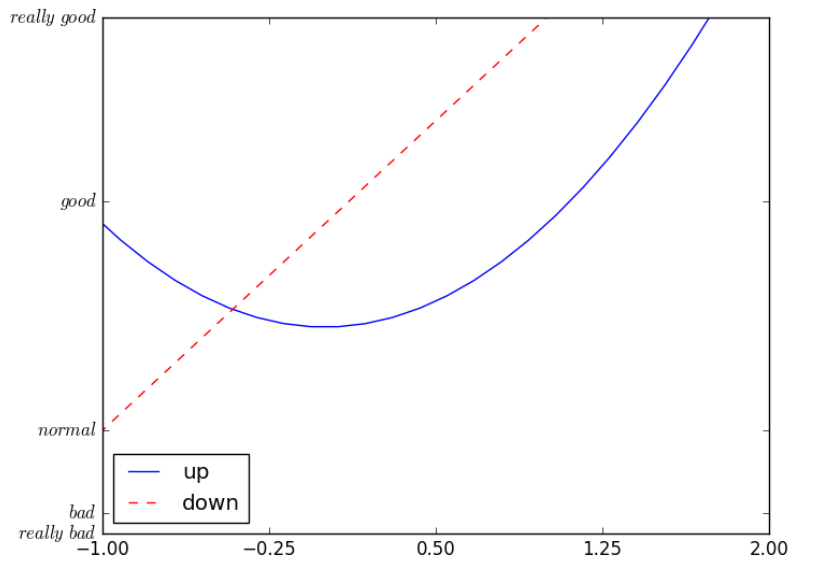 really good
good
normal
bad
really bad
up
down
−1.00
−0.25
0.50
1.25
2.00